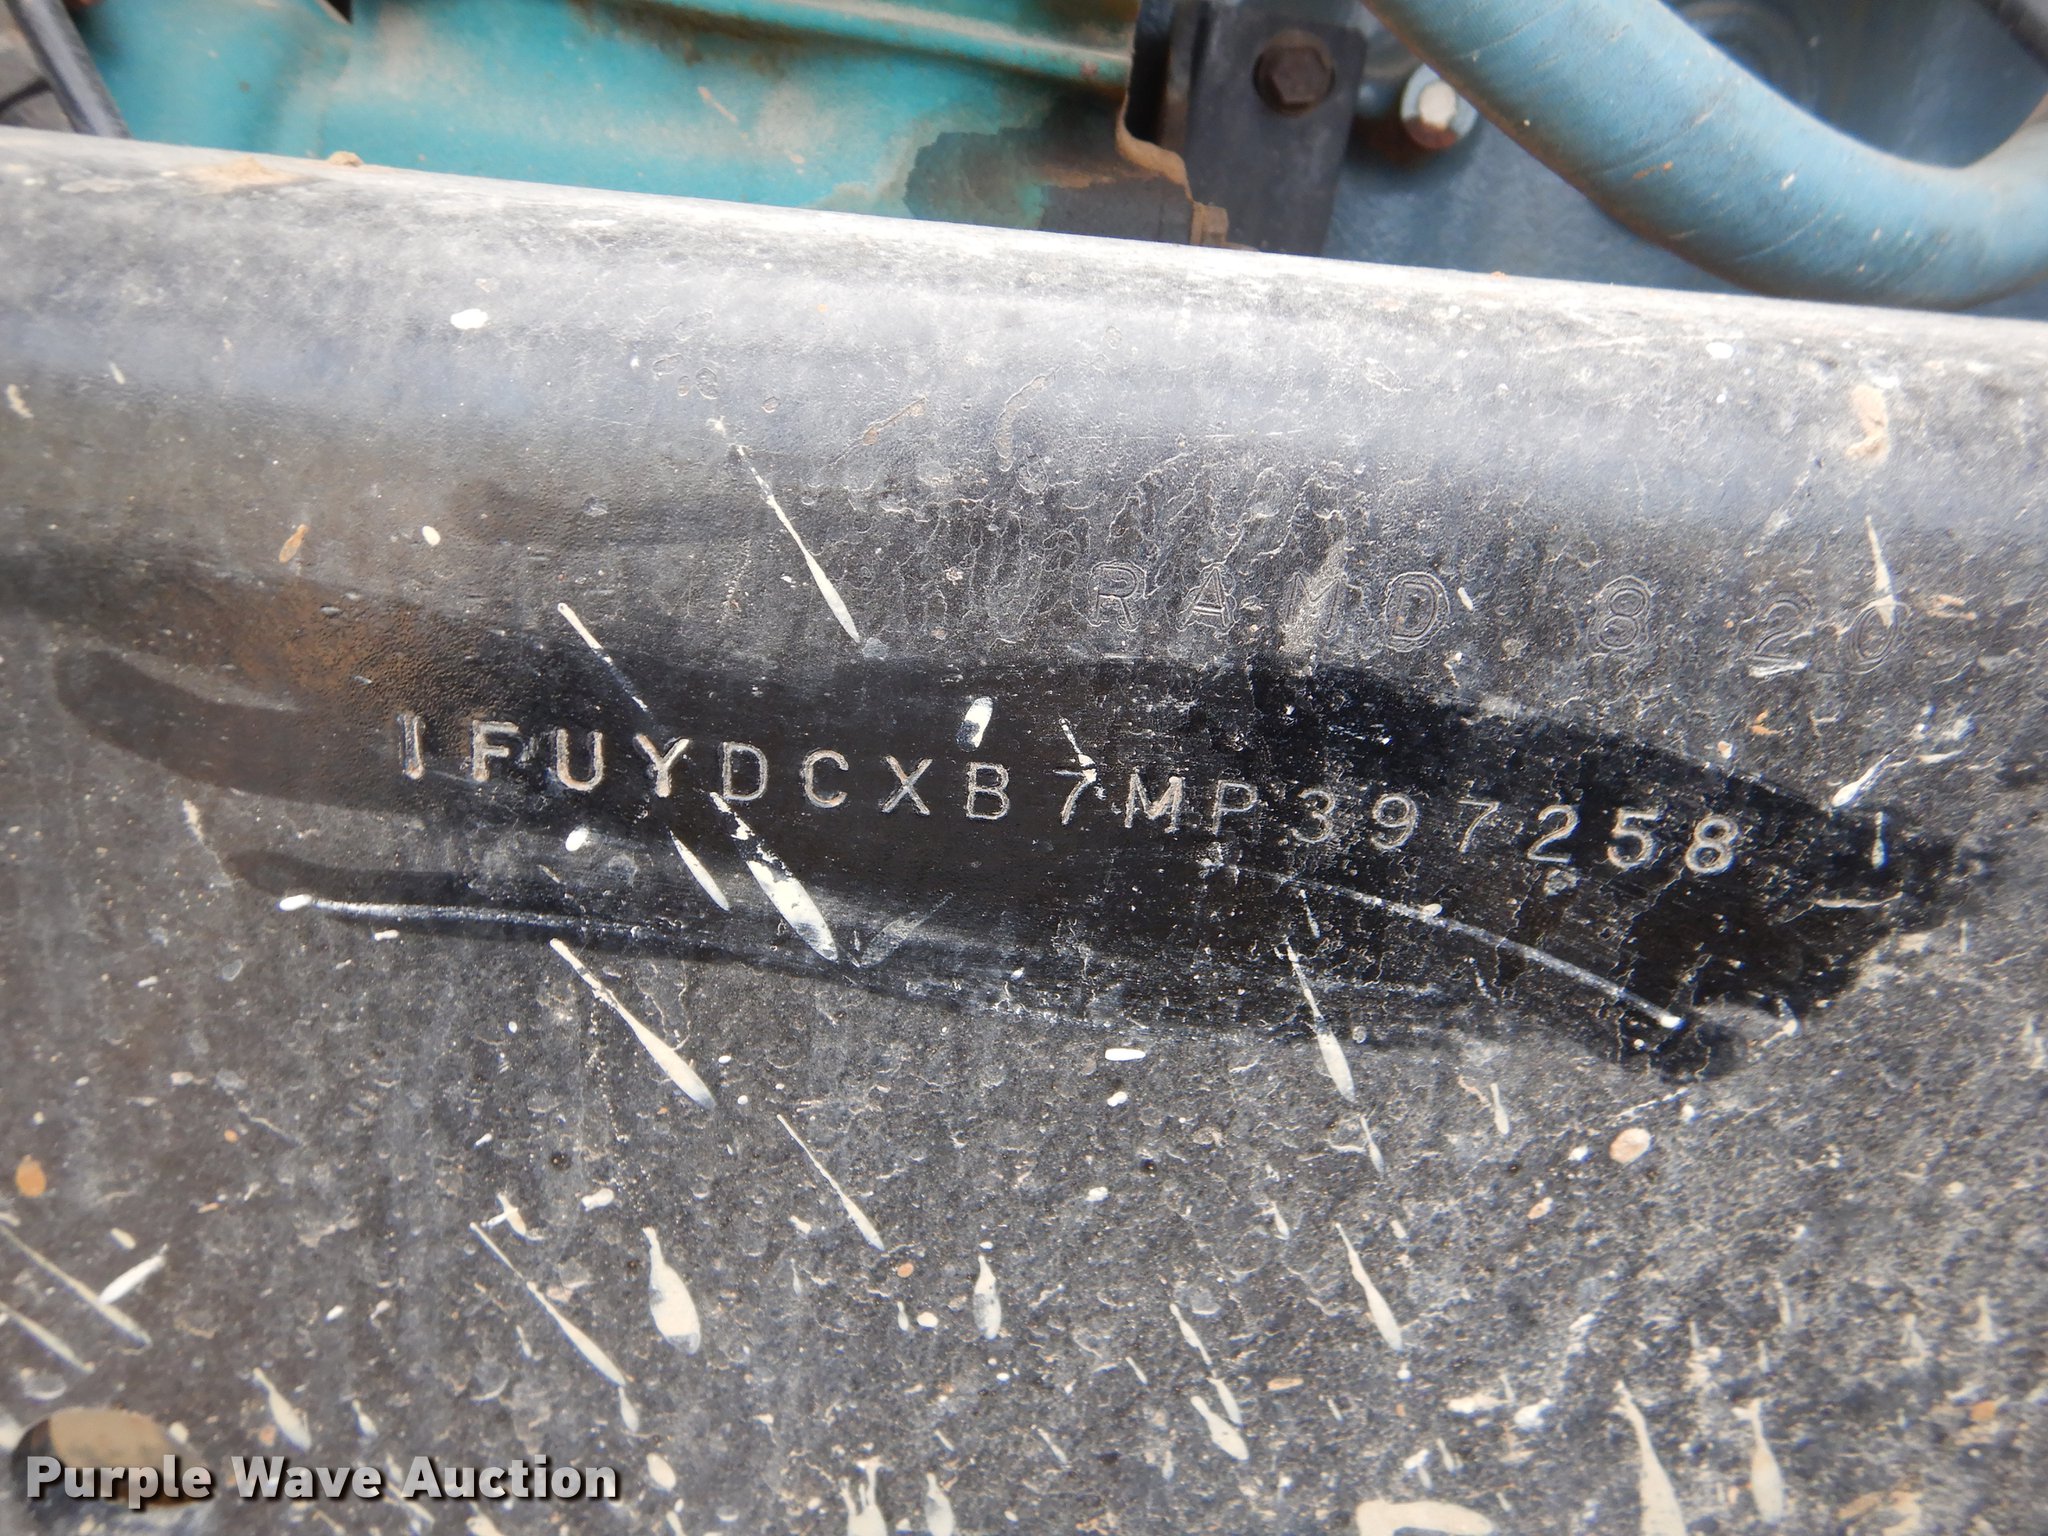 RAMD 8 20
1FUYDCXB7MP397258
Purple Wave Auction